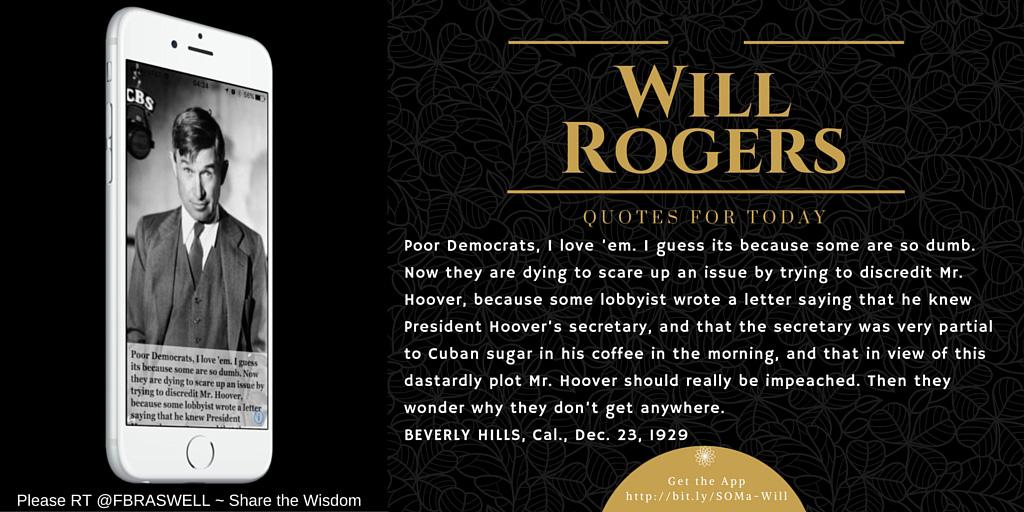 CBS
04:24
56%
Poor Democrats, I love 'em. I guess
its because some are so dumb. Now
they are dying to scare up an issue by
trying to discredit Mr. Hoover,
because some lobbyist wrote a letter
saying that he knew President
Please RT @FBRASWELL ~ Share the Wisdom
WILL
ROGERS
QUOTES FOR TODAY
Poor Democrats, I love 'em. I guess its because some are so dumb.
Now they are dying to scare up an issue by trying to discredit Mr.
Hoover, because some lobbyist wrote a letter saying that he knew
President Hoover's secretary, and that the secretary was very partial
to Cuban sugar in his coffee in the morning, and that in view of this
dastardly plot Mr. Hoover should really be impeached. Then they
wonder why they don't get anywhere.
BEVERLY HILLS, Cal., Dec. 23, 1929
Get the App
http://bit.ly/SOMa-Will